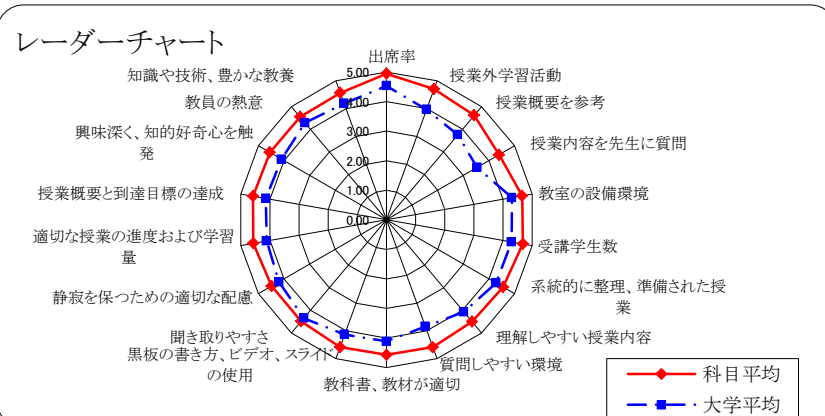 レーダーチャート
出席率
授業外学習活動
授業概要を参考
授業内容を先生に質問
教室の設備環境
受講学生数
系統的に整理、準備された授
業
理解しやすい授業内容
質問しやすい環境
教科書、教材が適切
黒板の書き方、ビデオ、スライド
の使用
聞き取りやすさ
静寂を保つための適切な配慮
適切な授業の進度および学習
量
授業概要と到達目標の達成
興味深く、知的好奇心を触
発
教員の熱意
知識や技術、豊かな教養
5.00
4.00
3.00
2.00
1.00
0.00
科目平均
大学平均